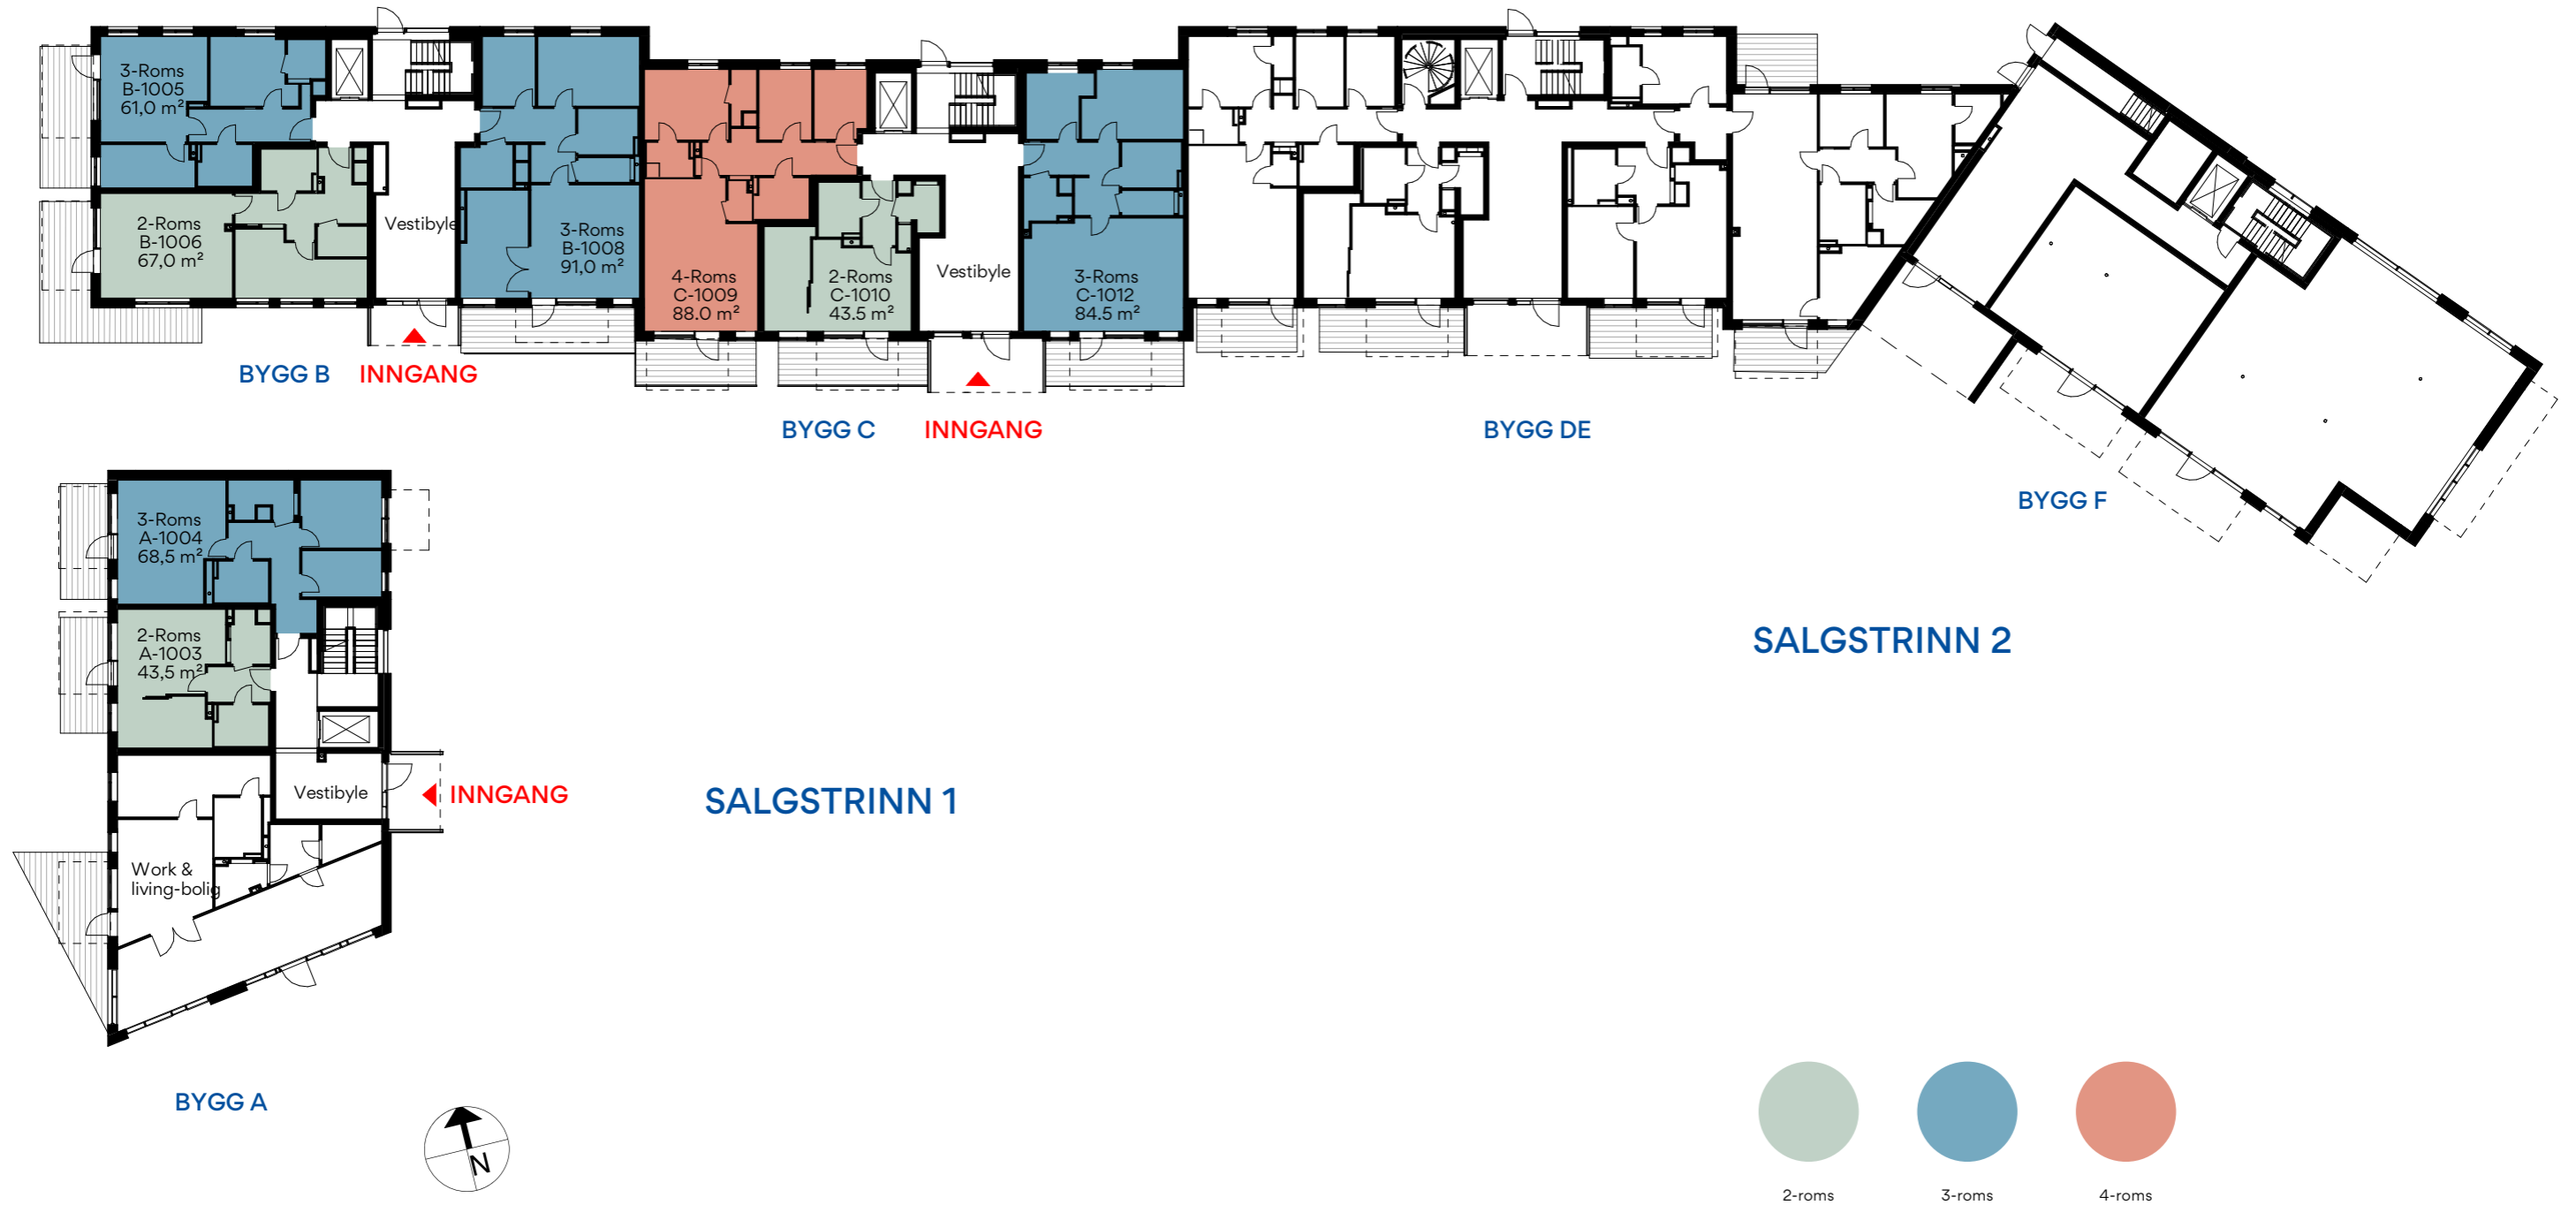 3-Roms
B-1005
61,0 m²
2-Roms
B-1006
67,0 m²
Vestibyle
3-Roms
B-1008
91,0 m²
4-Roms
C-1009
88.0 m²
2-Roms
C-1010
43.5 m²
Vestibyle
3-Roms
C-1012
84.5 m²
BYGG B
INNGANG
BYGG C
INNGANG
BYGG DE
BYGG F
3-Roms
A-1004
68,5 m²
2-Roms
A-1003
43,5 m²
Vestibyle
INNGANG
Work &
living-bolig
BYGG A
SALGSTRINN 1
SALGSTRINN 2
N
2-roms
3-roms
4-roms